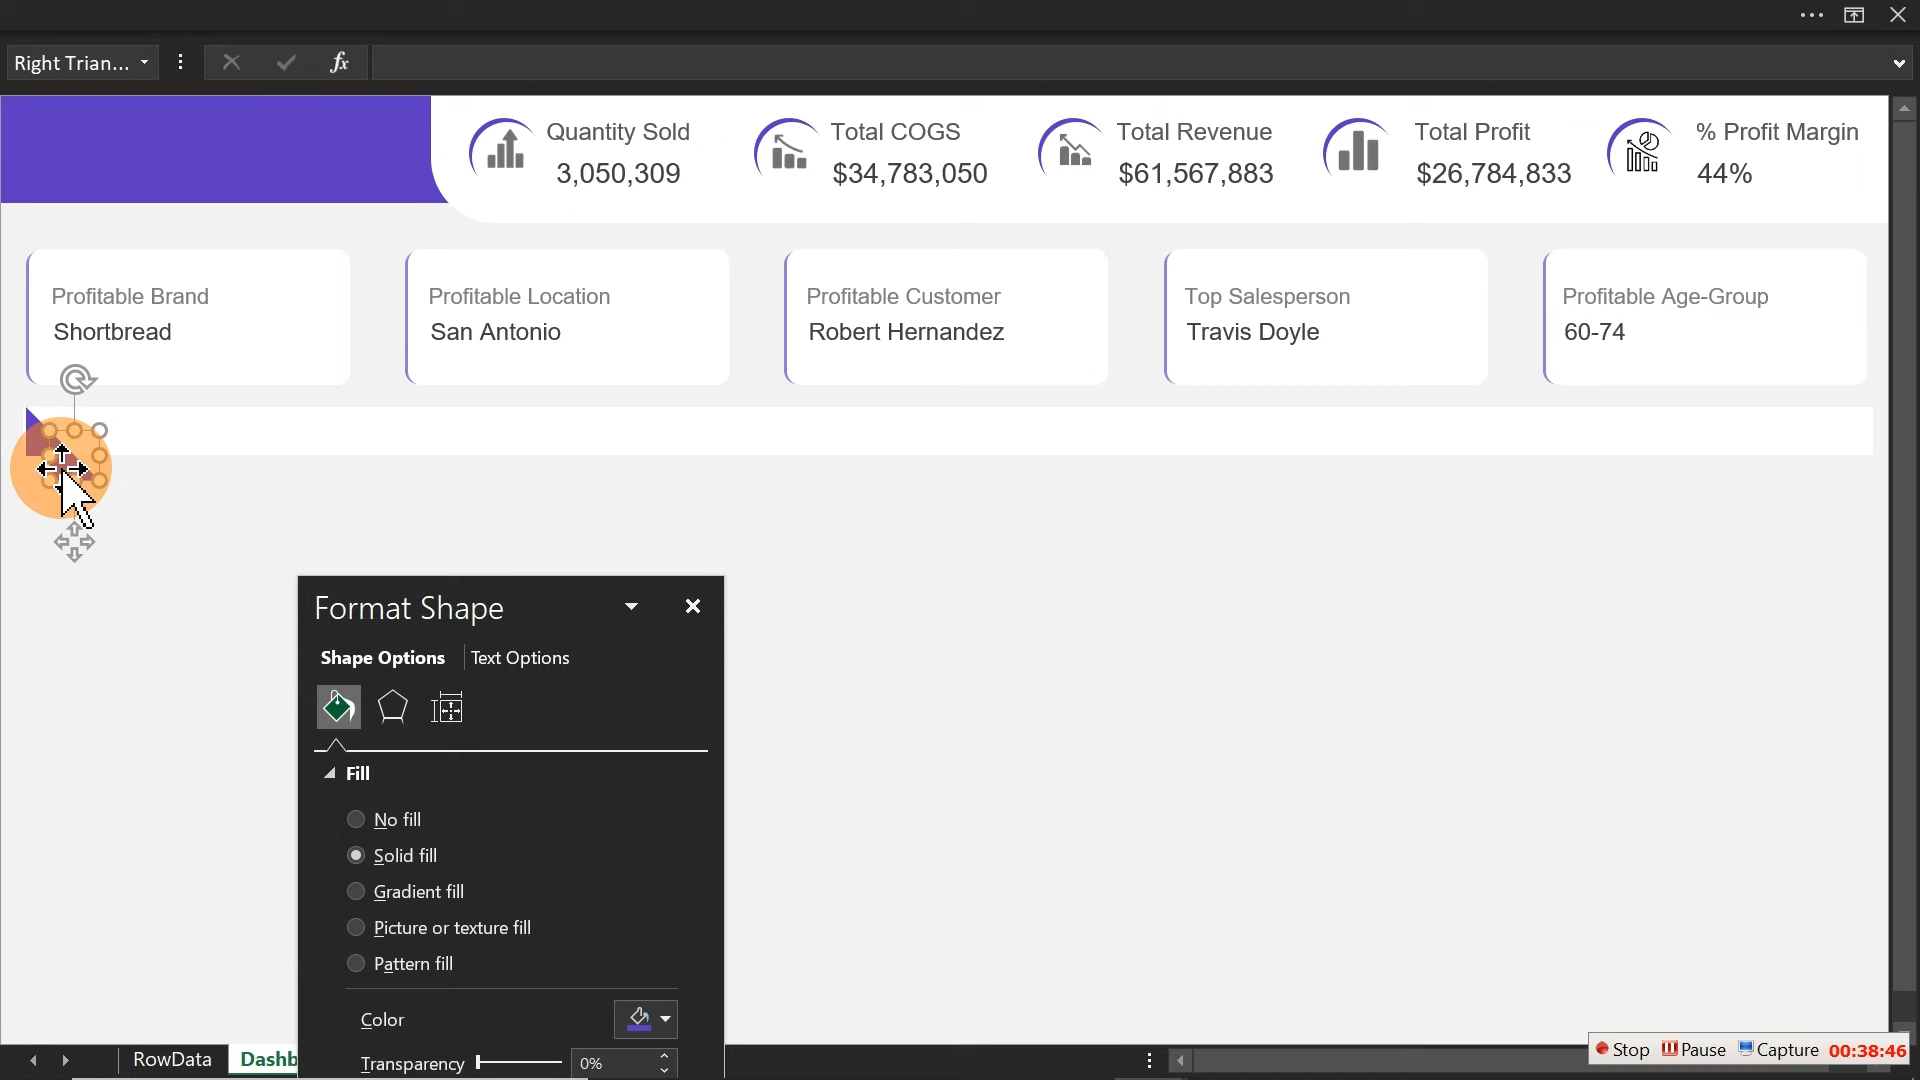 Right Trian...
fx
Quantity Sold
3,050,309
Total COGS
$34,783,050
Total Revenue
$61,567,883
Total Profit
$26,784,833
% Profit Margin
44%
Profitable Brand
Shortbread
Profitable Location
San Antonio
Profitable Customer
Robert Hernandez
Top Salesperson
Travis Doyle
Profitable Age-Group
60-74
Format Shape
Shape Options
Text Options
Fill
No fill
Solid fill
Gradient fill
Picture or texture fill
Pattern fill
Color
Transparency
0%
RowData
Dashb
Stop
Pause
Capture
00:38:46